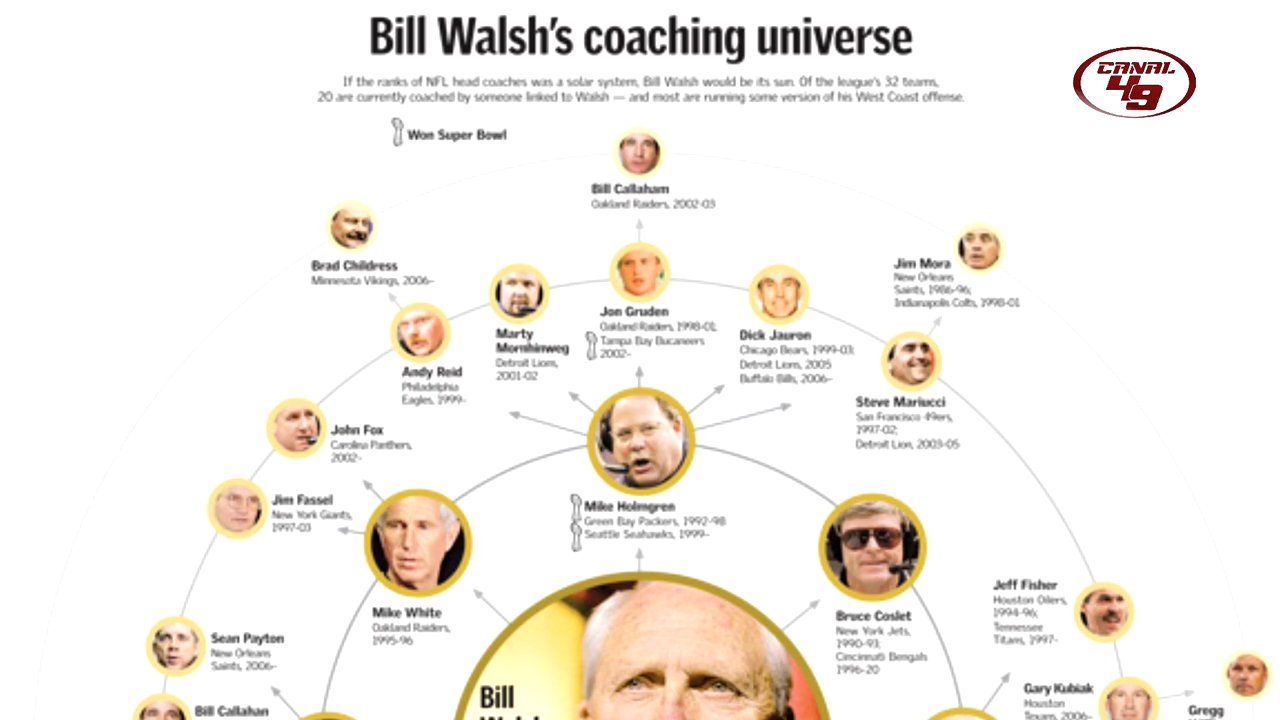 Bill Walsh's coaching universe
CANAL
49
If the ranks of NFL head coaches was a solar system, Bill Walsh would be its sun. Of the league's 32 teams,
20 are currently coached by someone linked to Walsh — and most are running some version of his West Coast offense.
Won Super Bowl
Bill Callaham
Oakland Raiders, 2002-03
Brad Childress
Minnesota Vikings, 2006-
Jim Mora
New Orleans
Saints, 1986-96;
Indianapolis Colts, 1998-01
Marty
Mornhinweg
Detroit Lions,
2001-02
Jon Gruden
Oakland Raiders, 1998-01;
Tampa Bay Bucaneers
2002-
Dick Jauron
Chicago Bears, 1999-03;
Detroit Lions, 2005
Buffalo Bills, 2006-
Andy Reid
Philadelphia
Eagles, 1999-
Steve Mariucci
San Francisco 49ers,
1997-02;
Detroit Lion, 2003-05
John Fox
Carolina Panthers,
2002-
Jim Fassel
New York Giants,
1997-03
Mike Holmgren
Green Bay Packers, 1992-98
Seattle Seahawks, 1999-
Mike White
Oakland Raiders,
1995-96
Bruce Coslet
New York Jets,
1990-93;
Cincinnati Bengals
1996-20
Jeff Fisher
Houston Oilers,
1994-96;
Tennessee
Titans, 1997-
Sean Payton
New Orleans
Saints, 2006-
Gary Kubiak
Houston
Texans, 2006-
Bill Callahan
Bill
Gregg